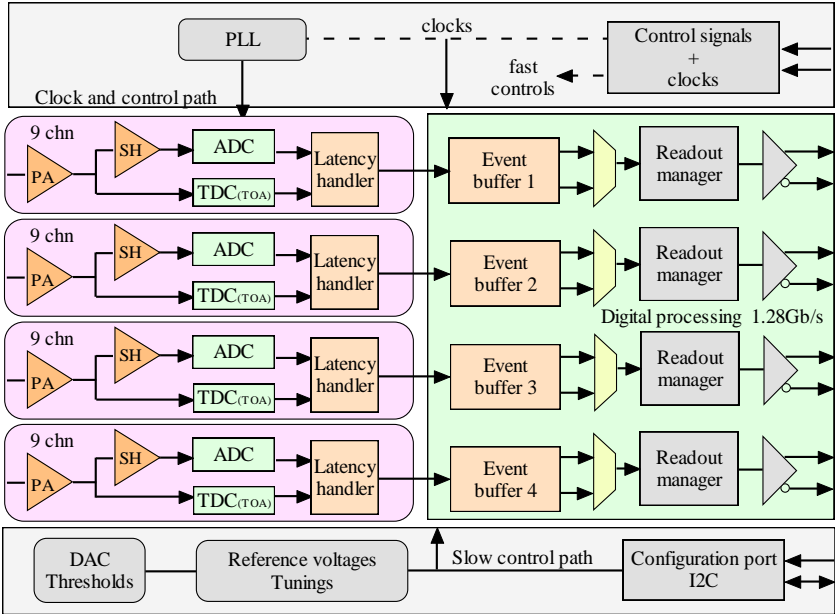 PLL
clocks
Control signals
+
clocks
fast
controls
Clock and control path
9 chn
PA
SH
ADC
TDC(TOA)
Latency
handler
Event
buffer 1
Readout
manager
9 chn
PA
SH
ADC
TDC(TOA)
Latency
handler
Event
buffer 2
Readout
manager
Digital processing 1.28Gb/s
9 chn
PA
SH
ADC
TDC(TOA)
Latency
handler
Event
buffer 3
Readout
manager
9 chn
PA
SH
ADC
TDC(TOA)
Latency
handler
Event
buffer 4
Readout
manager
DAC
Thresholds
Reference voltages
Tunings
Slow control path
Configuration port
I2C